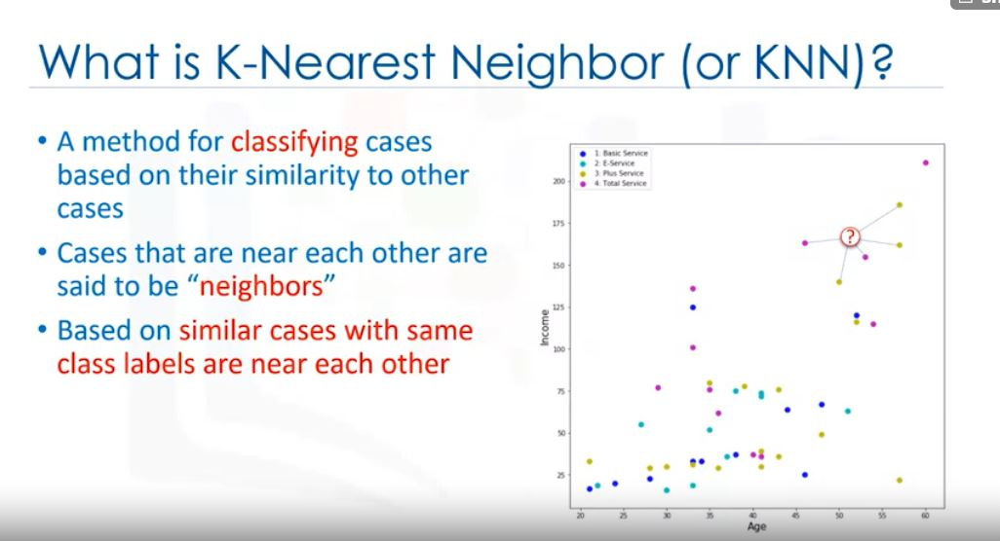 What is K-Nearest Neighbor (or KNN)?
• A method for classifying cases
based on their similarity to other
cases
• Cases that are near each other are
said to be “neighbors”
• Based on similar cases with same
class labels are near each other
1: Basic Service
2: E-Service
3: Plus Service
4: Total Service
200
175
150
125
100
75
50
25
Income
?
20 25 30 35 40 45 50 55 60
Age